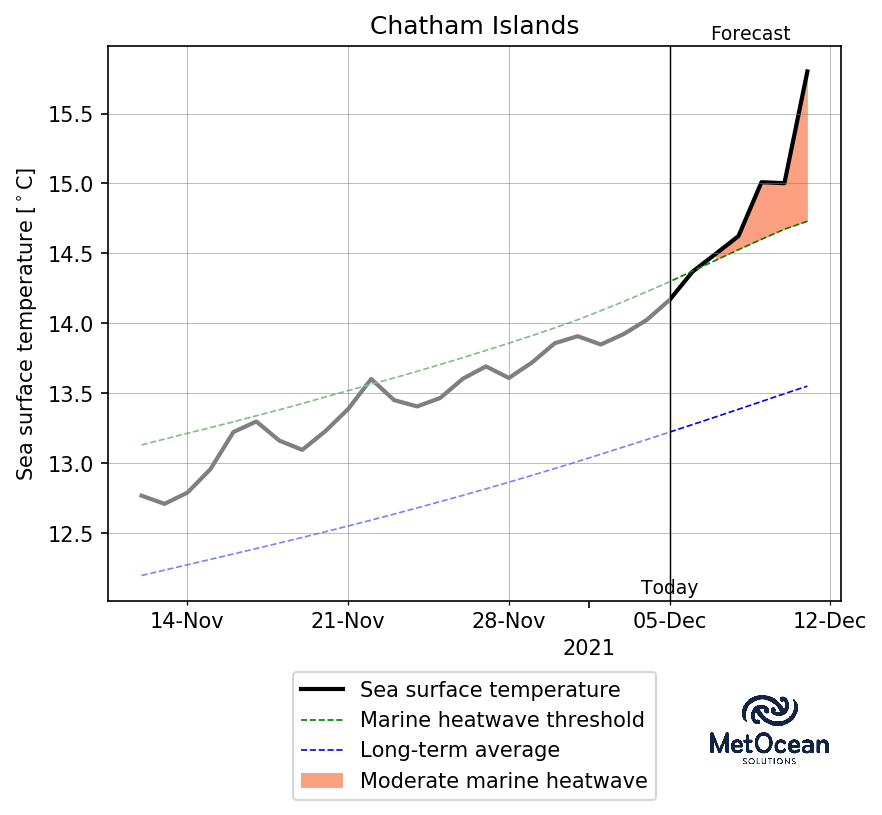 Chatham Islands
Forecast
Sea surface temperature [°C]
15.5
15.0
14.5
14.0
13.5
13.0
12.5
Today
14-Nov 21-Nov 28-Nov 05-Dec 12-Dec
2021
Sea surface temperature
Marine heatwave threshold
Long-term average
Moderate marine heatwave
MetOcean
SOLUTIONS